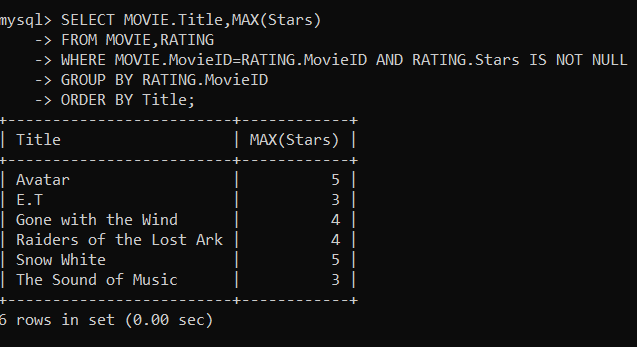 mysql> SELECT MOVIE.Title,MAX(Stars)
    -> FROM MOVIE,RATING
    -> WHERE MOVIE.MovieID=RATING.MovieID AND RATING.Stars IS NOT NULL
    -> GROUP BY RATING.MovieID
    -> ORDER BY Title;
+-------------------------+------------+
| Title                   | MAX(Stars) |
+-------------------------+------------+
| Avatar                  |          5 |
| E.T                     |          3 |
| Gone with the Wind      |          4 |
| Raiders of the Lost Ark |          4 |
| Snow White              |          5 |
| The Sound of Music      |          3 |
+-------------------------+------------+
6 rows in set (0.00 sec)